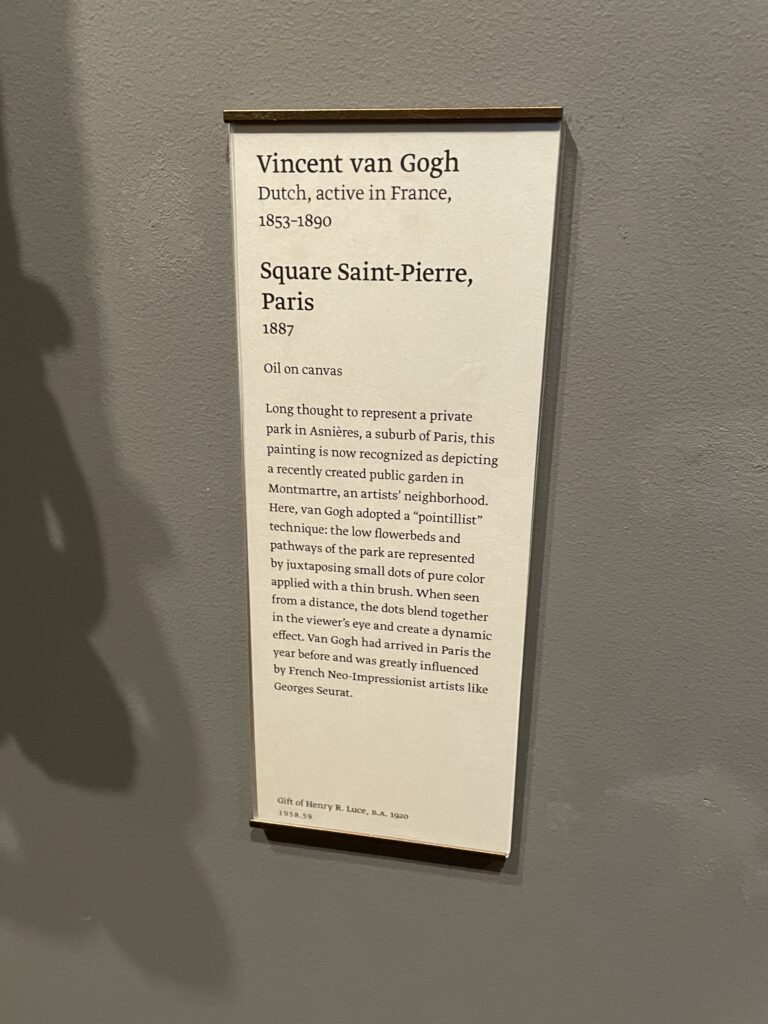 Vincent van Gogh
Dutch, active in France,
1853–1890
Square Saint-Pierre,
Paris
1887
Oil on canvas
Long thought to represent a private
park in Asnières, a suburb of Paris, this
painting is now recognized as depicting
a recently created public garden in
Montmartre, an artists’ neighborhood.
Here, van Gogh adopted a “pointillist”
technique: the low flowerbeds and
pathways of the park are represented
by juxtaposing small dots of pure color
applied with a thin brush. When seen
from a distance, the dots blend together
in the viewer’s eye and create a dynamic
effect. Van Gogh had arrived in Paris the
year before and was greatly influenced
by French Neo-Impressionist artists like
Georges Seurat.
Gift of Henry R. Luce, B.A. 1920
1958.59